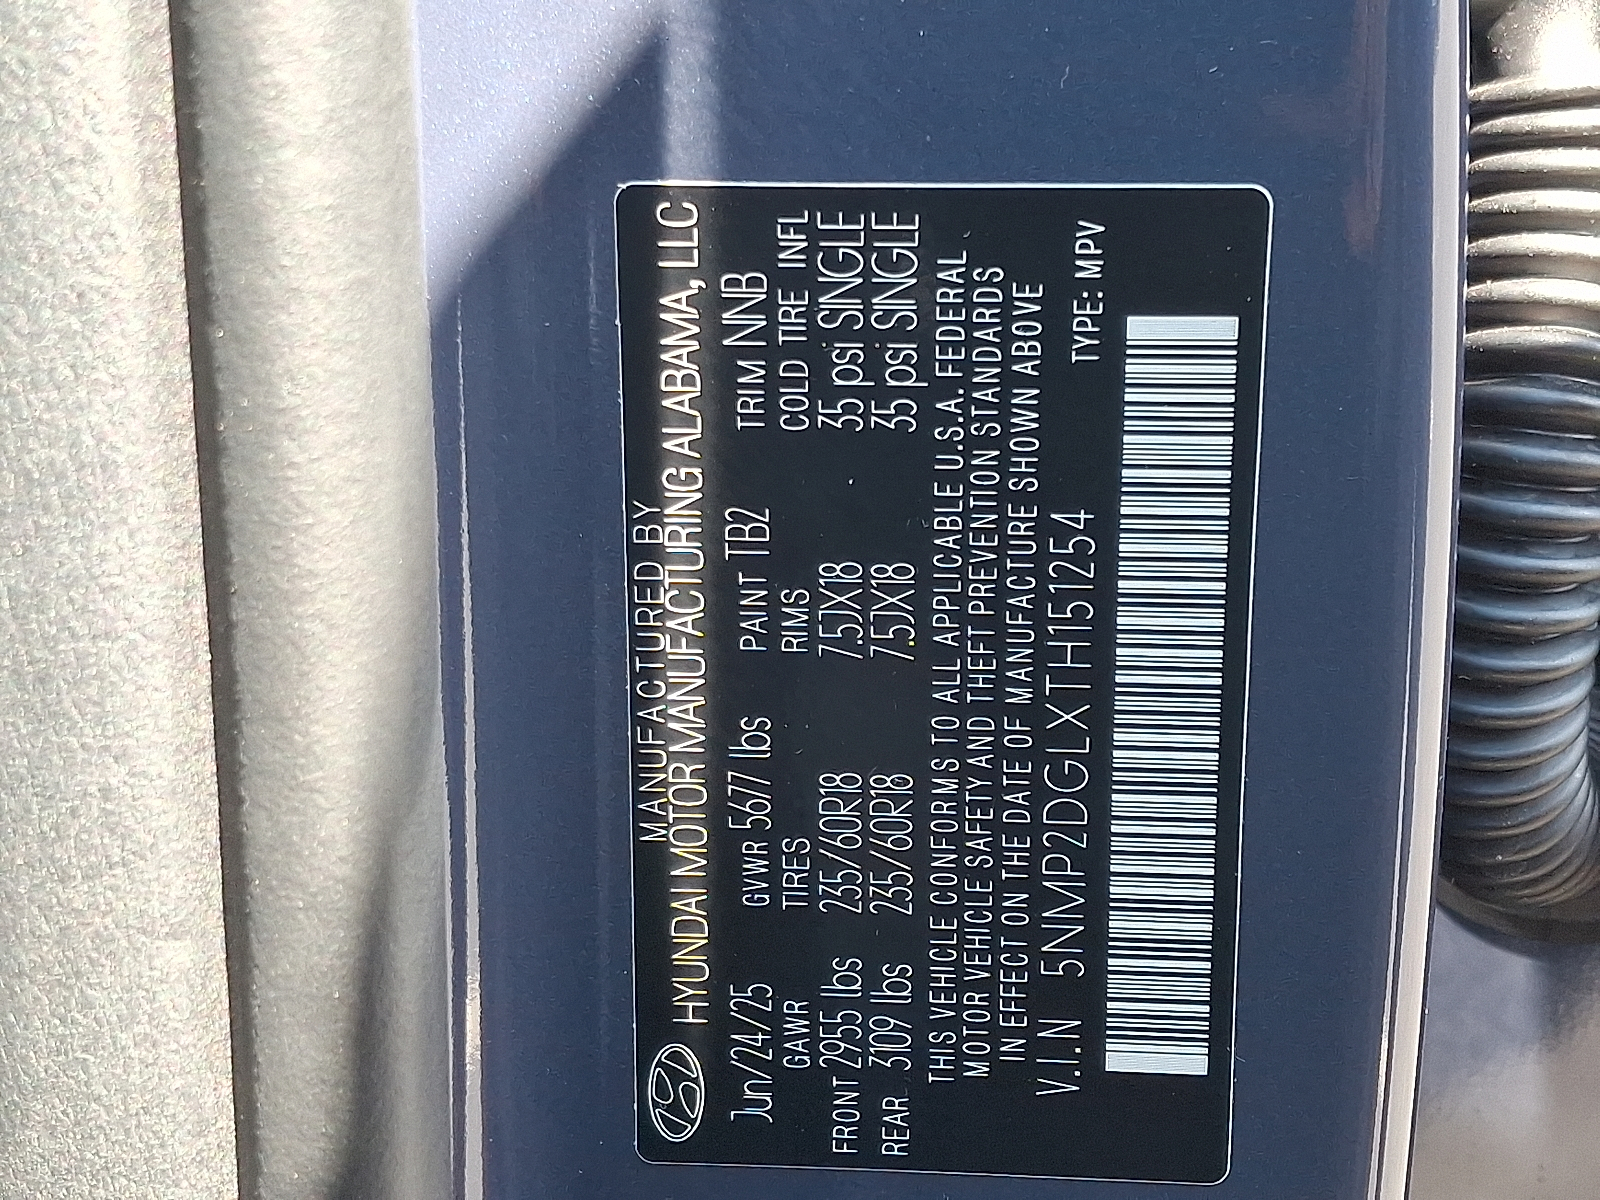 MANUFACTURED BY
HYUNDAI MOTOR MANUFACTURING ALABAMA, LLC
Jun/24/25 GVWR 5677 lbs PAINT TB2 TRIM NNB
GAWR TIRES RIMS COLD TIRE INFL
FRONT 2955 lbs 235/60R18 7.5JX18 35 psi SINGLE
REAR 3109 lbs 235/60R18 7.5JX18 35 psi SINGLE
THIS VEHICLE CONFORMS TO ALL APPLICABLE U.S.A. FEDERAL
MOTOR VEHICLE SAFETY AND THEFT PREVENTION STANDARDS
IN EFFECT ON THE DATE OF MANUFACTURE SHOWN ABOVE
V.I.N 5NMP2DGLXTH151254 TYPE: MPV